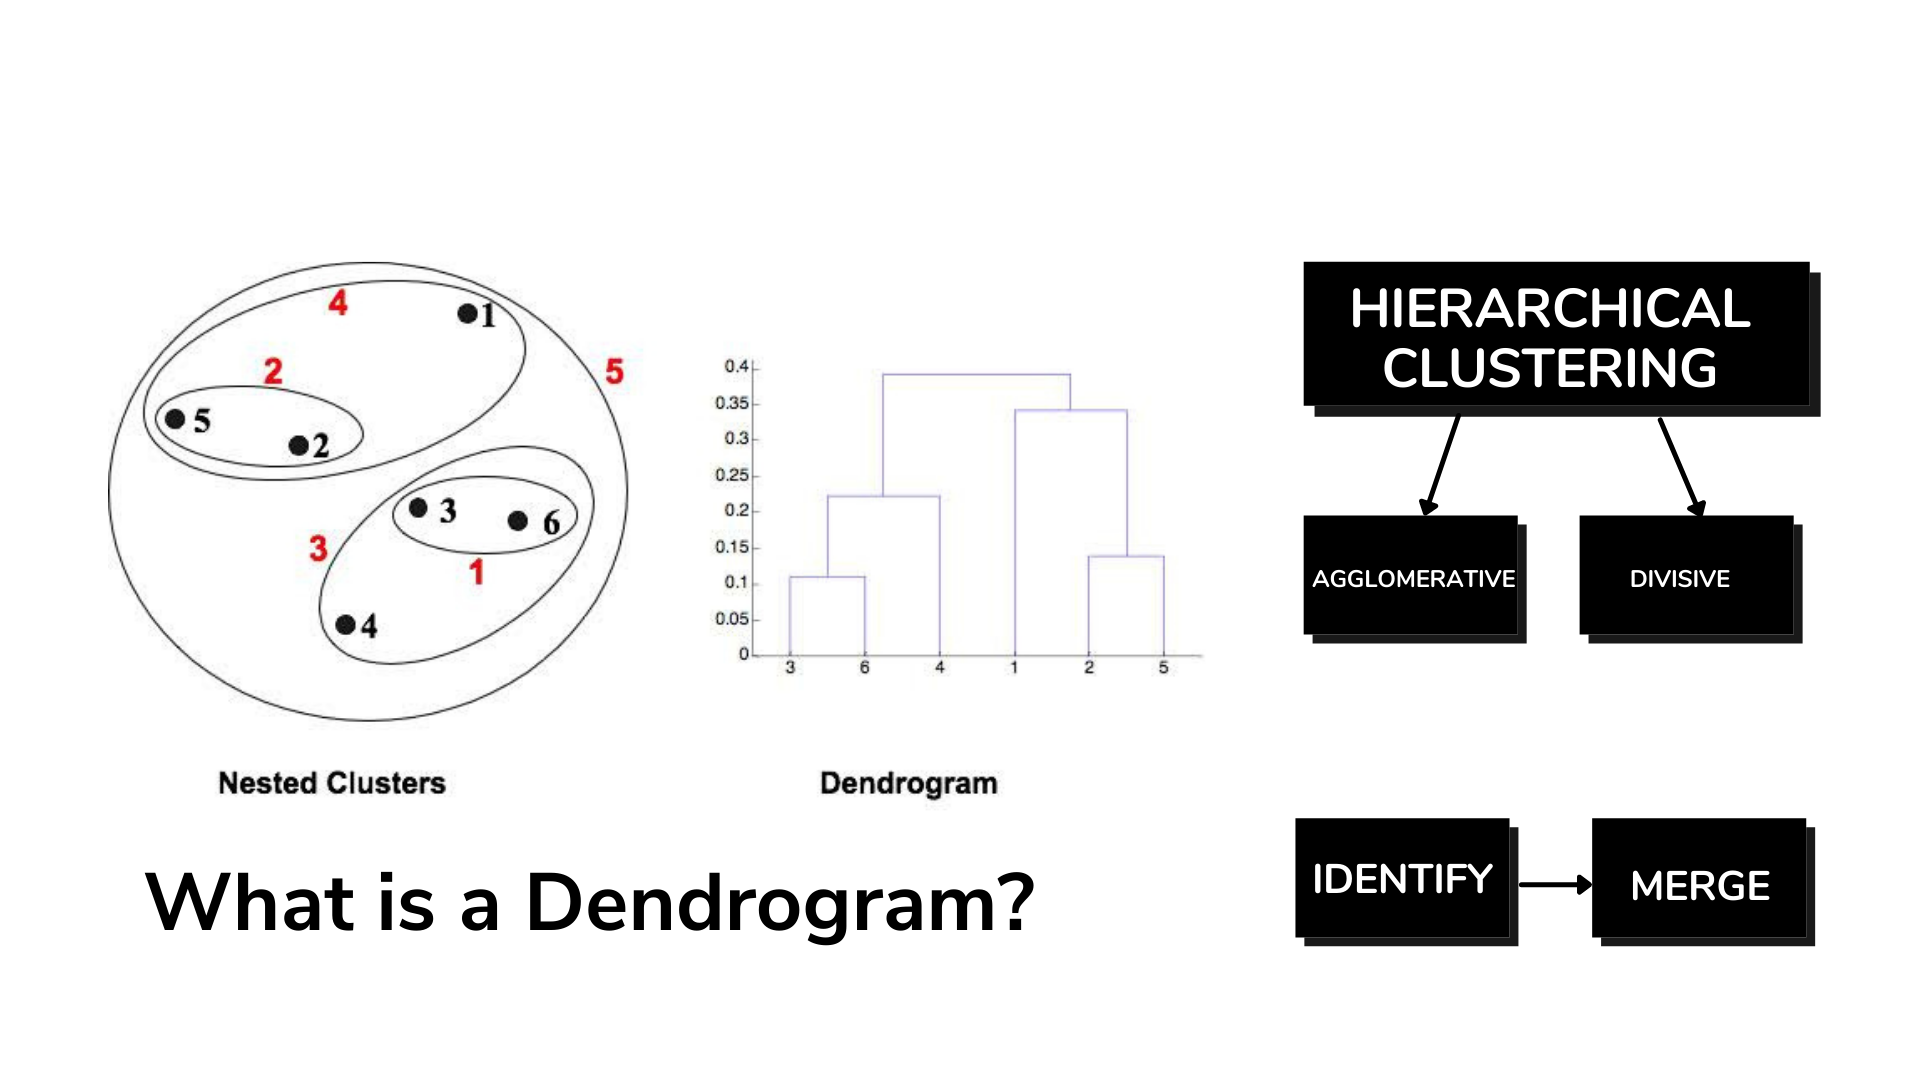 4
1
2
5
5
2
3
6
3
1
4
Nested Clusters
0.4
0.35
0.3
0.25
0.2
0.15
0.1
0.05
0
3 6 4 1 2 5
Dendrogram
What is a Dendrogram?
HIERARCHICAL
CLUSTERING
AGGLOMERATIVE
DIVISIVE
IDENTIFY
MERGE